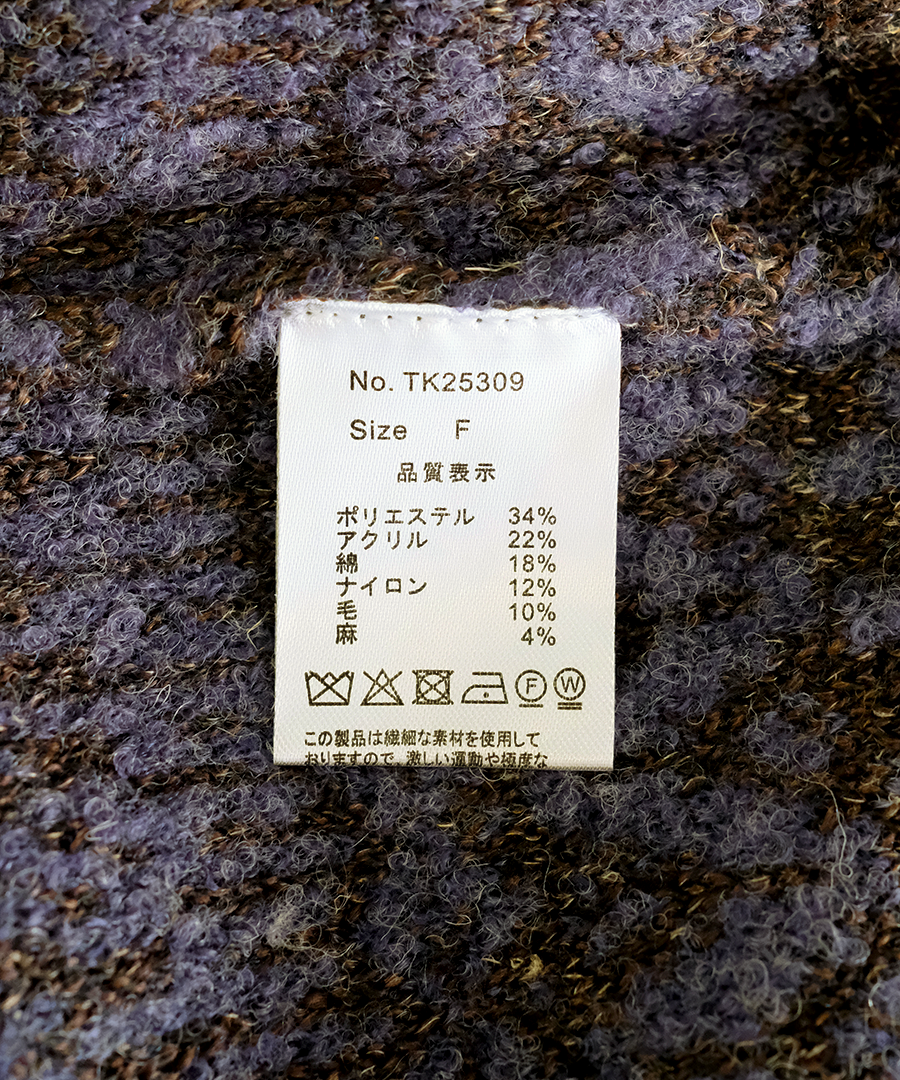 No. TK25309
Size F
品質表示
ポリエステル 34%
アクリル 22%
綿 18%
ナイロン 12%
毛 10%
麻 4%
F W
この製品は繊細な素材を使用して
おりますので、激しい運動や極度な